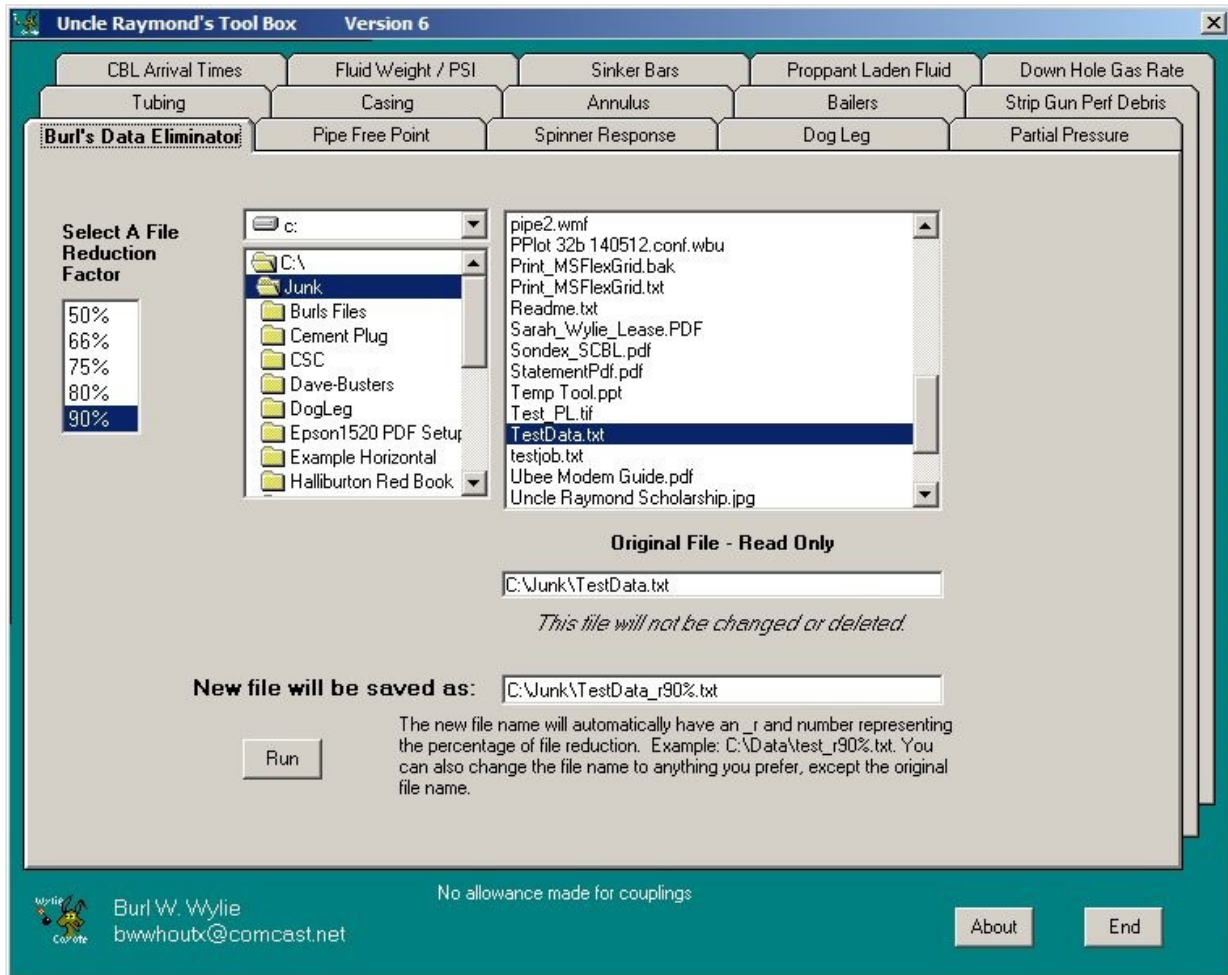 Uncle Raymond's Tool Box Version 6
CBL Arrival Times
Fluid Weight / PSI
Sinker Bars
Proppant Laden Fluid
Down Hole Gas Rate
Tubing
Casing
Annulus
Bailers
Strip Gun Perf Debris
Burl's Data Eliminator
Pipe Free Point
Spinner Response
Dog Leg
Partial Pressure
Select A File
Reduction
Factor
50%
66%
75%
80%
90%
c:
C:\
Junk
Burls Files
Cement Plug
CSC
Dave-Busters
DogLeg
Epson1520 PDF Setup
Example Horizontal
Halliburton Red Book
pipe2.wmf
PPlot 32b 140512.conf.wbu
Print_MSFlexGrid.bak
Print_MSFlexGrid.txt
Readme.txt
Sarah_Wylie_Lease.PDF
Sondex_SCBL.pdf
StatementPdf.pdf
Temp Tool.ppt
Test_PL.tif
TestData.txt
testjob.txt
Ubee Modem Guide.pdf
Uncle Raymond Scholarship.jpg
Original File - Read Only
C:\Junk\TestData.txt
This file will not be changed or deleted.
New file will be saved as:
C:\Junk\TestData_r90%.txt
The new file name will automatically have an _r and number representing
the percentage of file reduction. Example: C:\Data\test_r90%.txt. You
can also change the file name to anything you prefer, except the original
file name.
Run
No allowance made for couplings
Wylie
Coyote
Burl W. Wylie
bwwhoutx@comcast.net
About
End